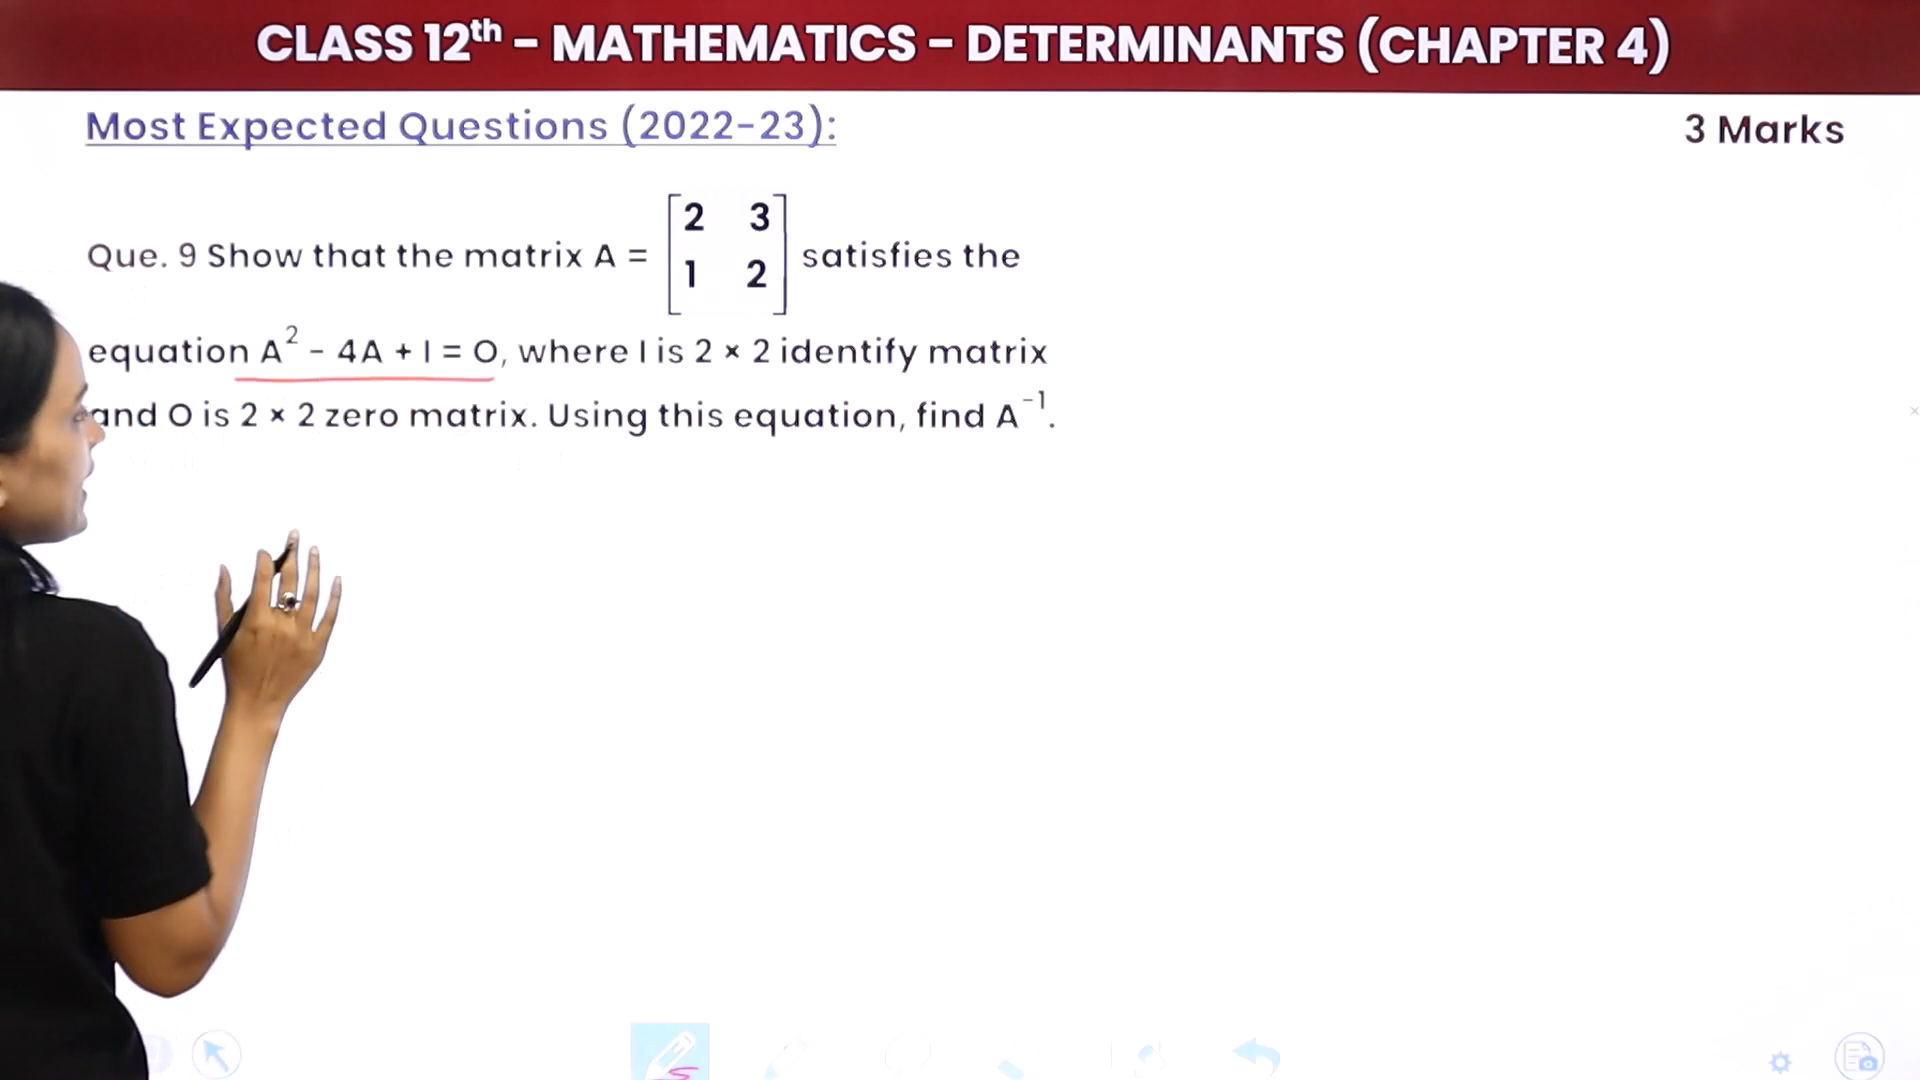 CLASS 12th – MATHEMATICS – DETERMINANTS (CHAPTER 4)
Most Expected Questions (2022-23):
3 Marks
Que. 9 Show that the matrix A = [2 3
1 2] satisfies the
equation A² - 4A + I = O, where I is 2 × 2 identify matrix
and O is 2 × 2 zero matrix. Using this equation, find A⁻¹.